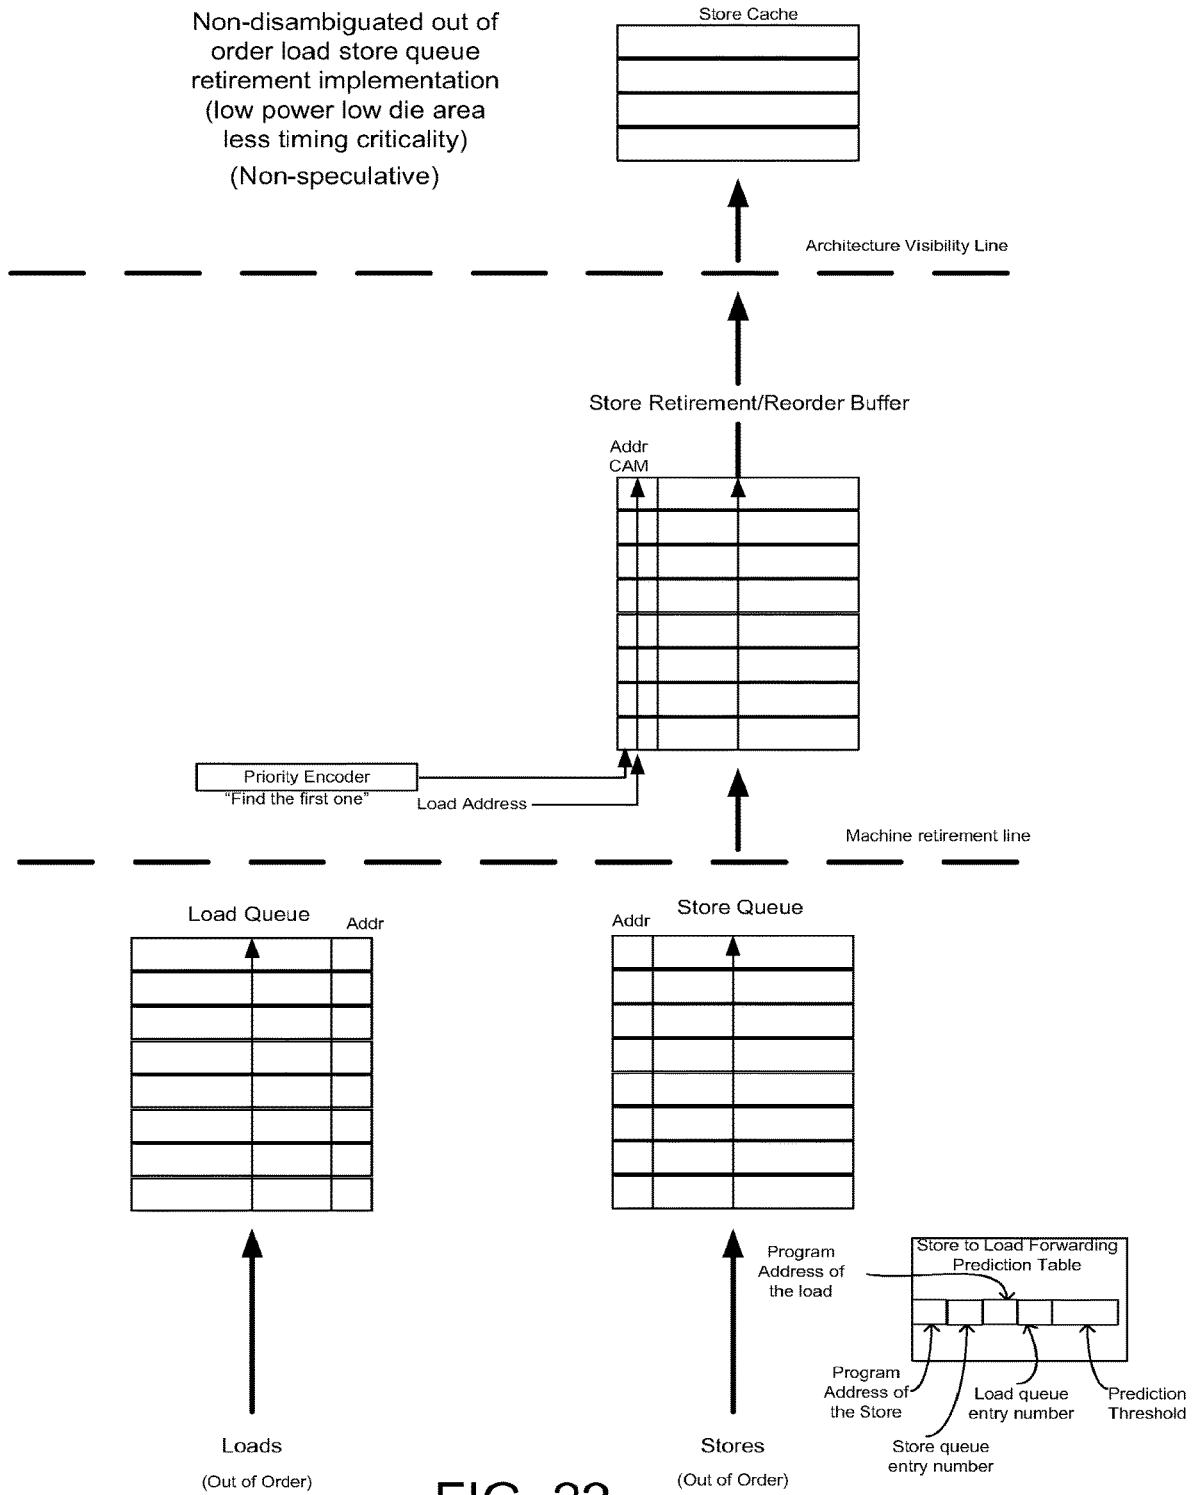 Non-disambiguated out of
order load store queue
retirement implementation
(low power low die area
less timing criticality)
(Non-speculative)
Store Cache
Architecture Visibility Line
Store Retirement/Reorder Buffer
Addr
CAM
Priority Encoder
"Find the first one"
Load Address
Machine retirement line
Load Queue
Addr
Store Queue
Addr
Program
Address of
the load
Store to Load Forwarding
Prediction Table
Program
Address of
the Store
Load queue
entry number
Prediction
Threshold
Store queue
entry number
Loads
(Out of Order)
Stores
(Out of Order)